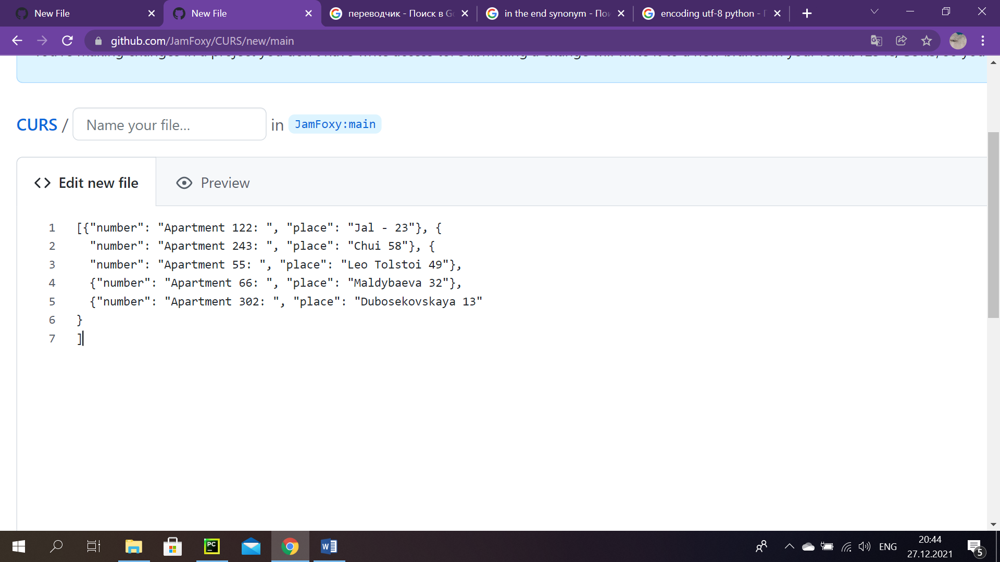 New File
New File
переводчик - Поиск в Go
in the end synonym - Пои
encoding utf-8 python - П
github.com/JamFoxy/CURS/new/main
CURS / Name your file... in JamFoxy:main
Edit new file
Preview
1 [{"number": "Apartment 122: ", "place": "Jal - 23"}, {
2 "number": "Apartment 243: ", "place": "Chui 58"}, {
3 "number": "Apartment 55: ", "place": "Leo Tolstoi 49"},
4 {"number": "Apartment 66: ", "place": "Maldybaeva 32"},
5 {"number": "Apartment 302: ", "place": "Dubosekovskaya 13"
6 }
7 ]
ENG
20:44
27.12.2021
5